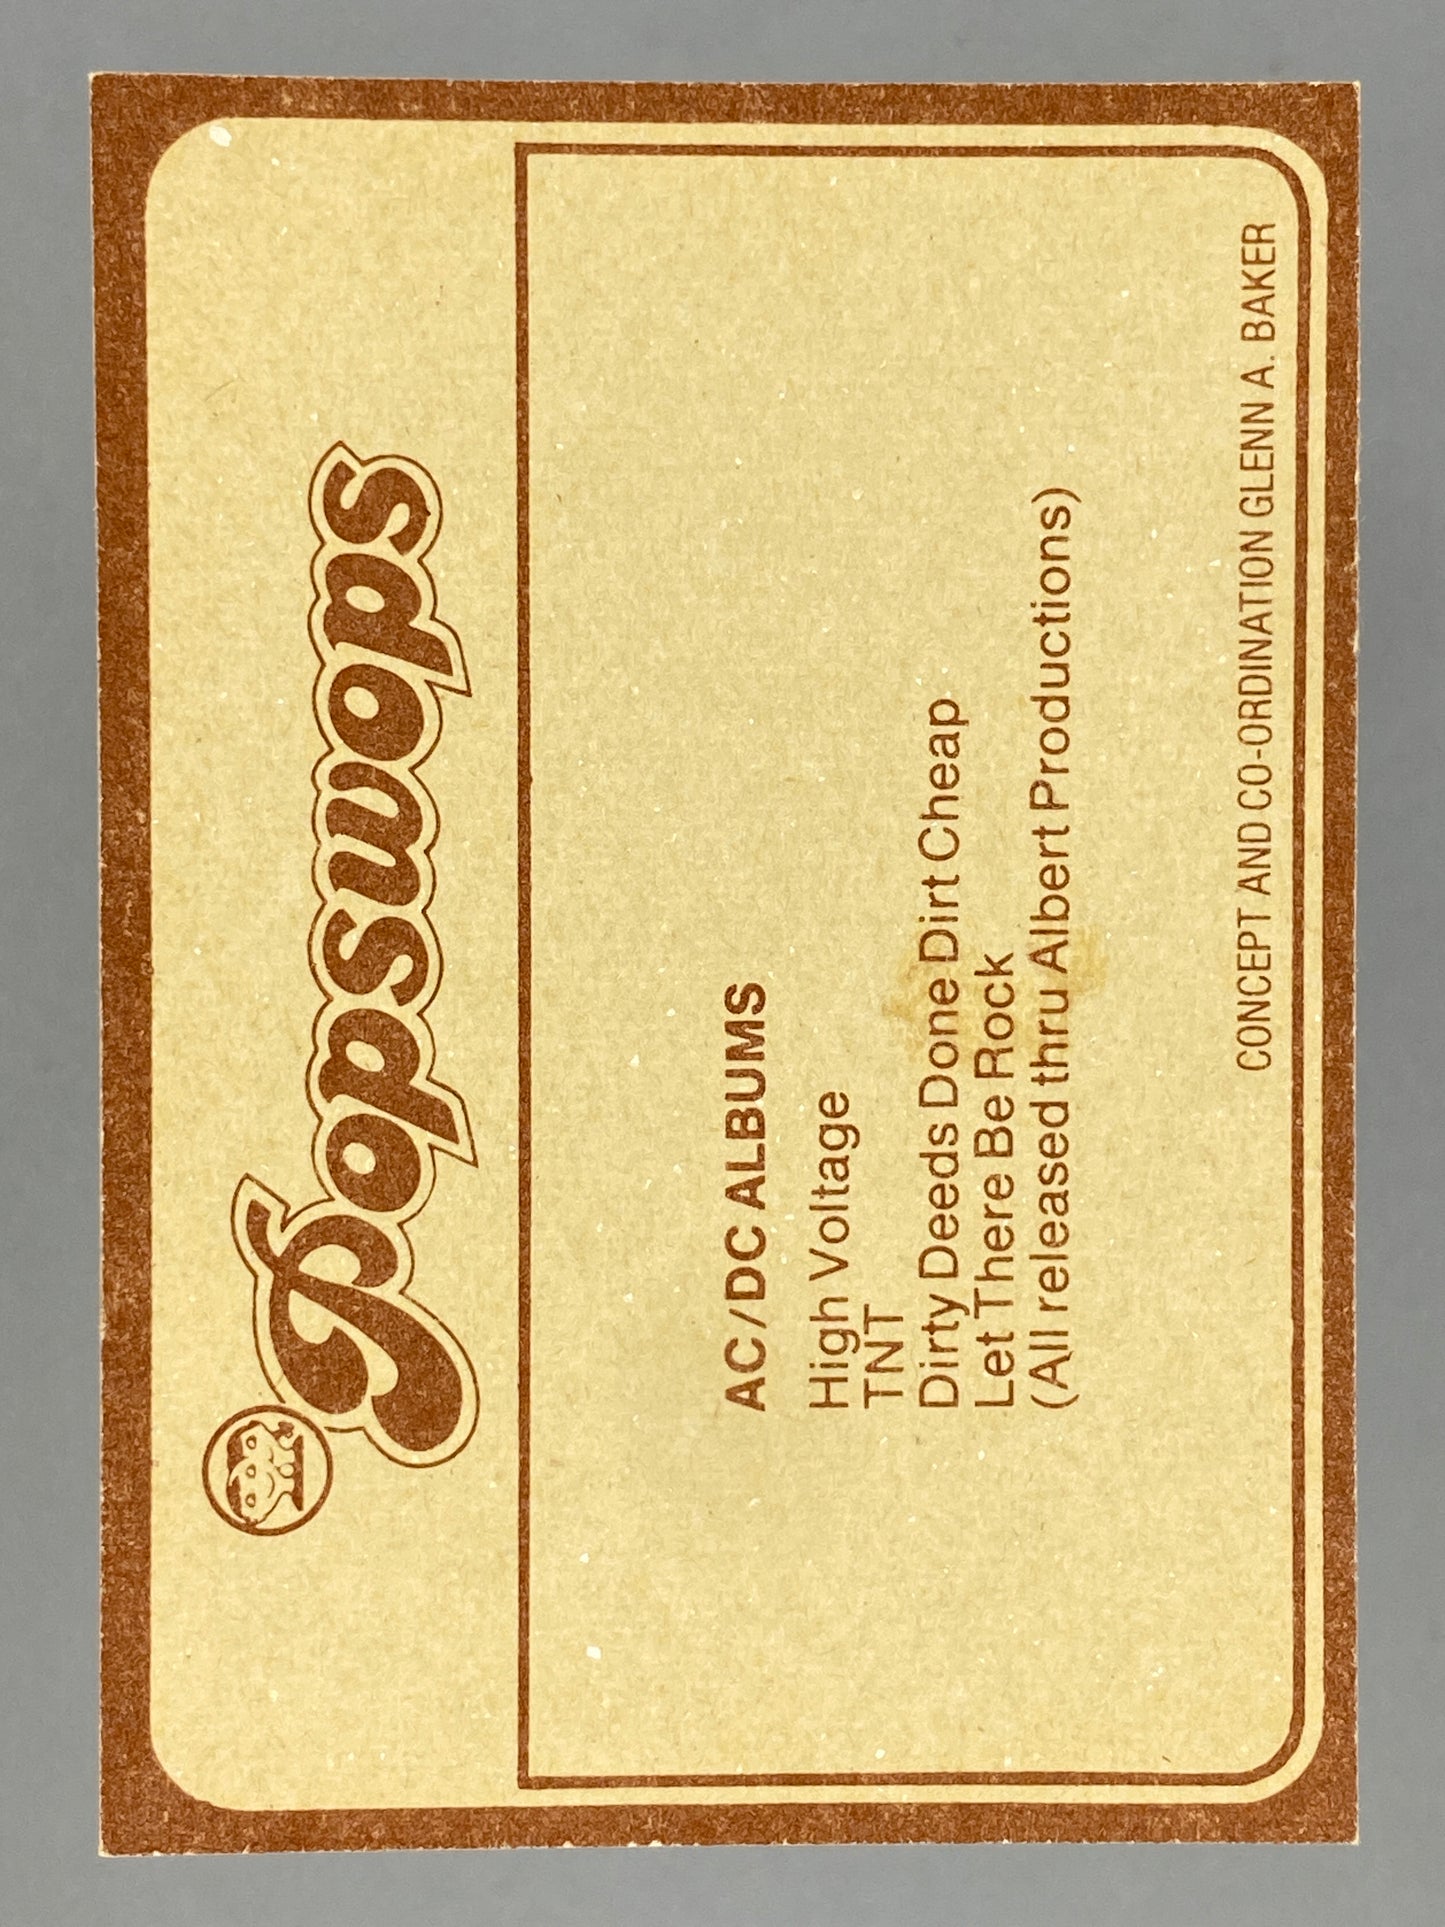 Popswops
AC/DC ALBUMS
High Voltage
TNT
Dirty Deeds Done Dirt Cheap
Let There Be Rock
(All released thru Albert Productions)
CONCEPT AND CO-ORDINATION GLENN A. BAKER